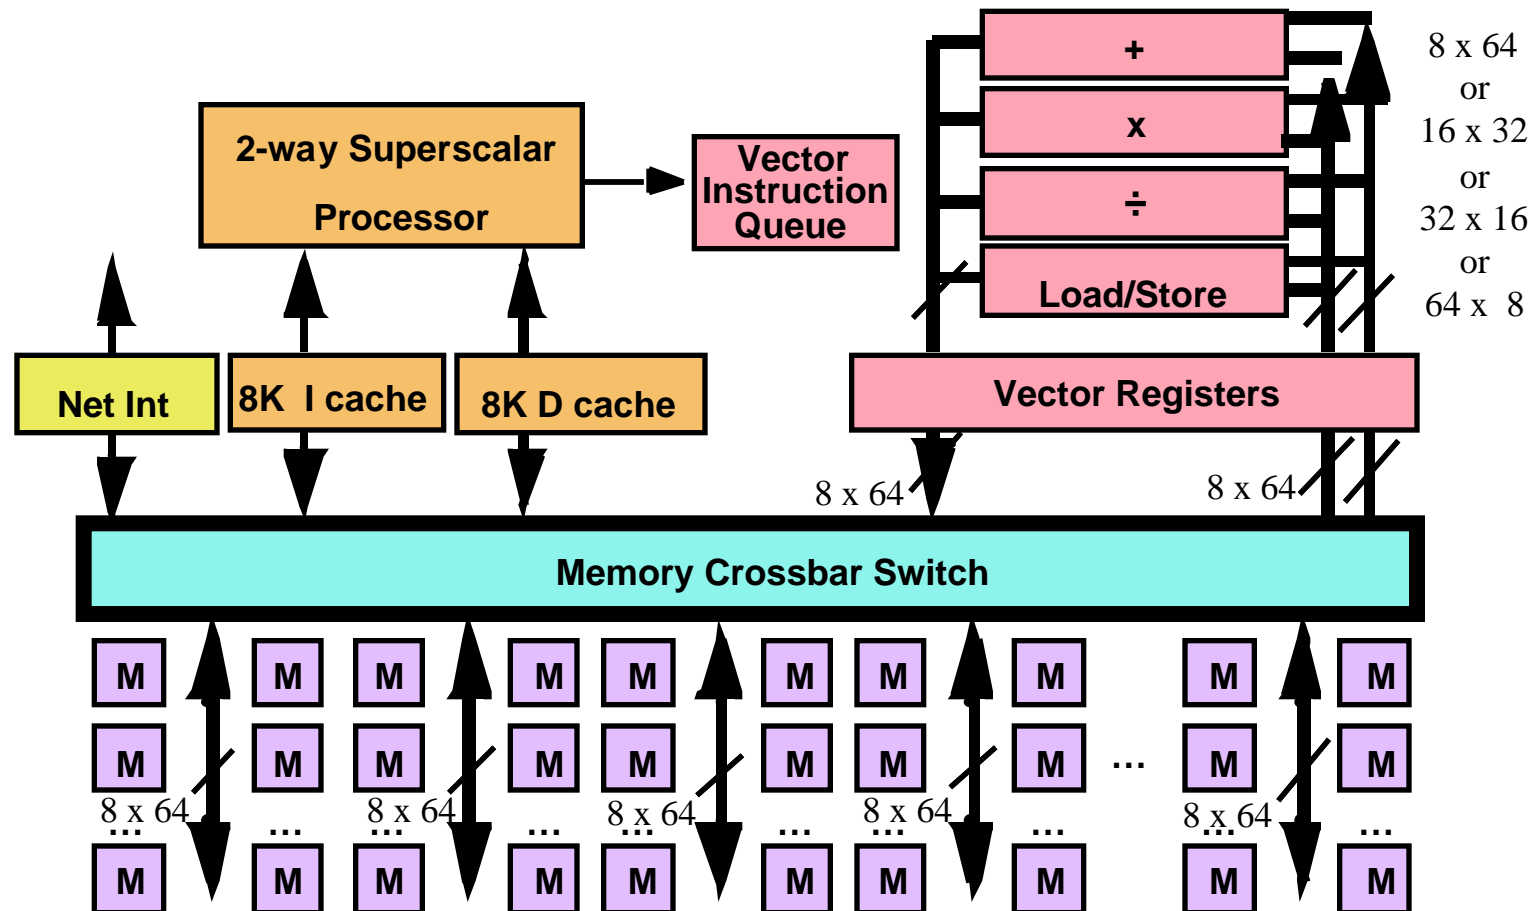 +
x
÷
Load/Store
8 x 64
or
16 x 32
or
32 x 16
or
64 x  8
2-way Superscalar
Processor
Vector
Instruction
Queue
Net Int
8K  I cache
8K D cache
Vector Registers
8 x 64
8 x 64
Memory Crossbar Switch
M M M M M M M M M M
M M M M M M M M ... M M
8 x 64 8 x 64 8 x 64 8 x 64 8 x 64
... ... ... ... ... ... ... ... ... ...
M M M M M M M M M M